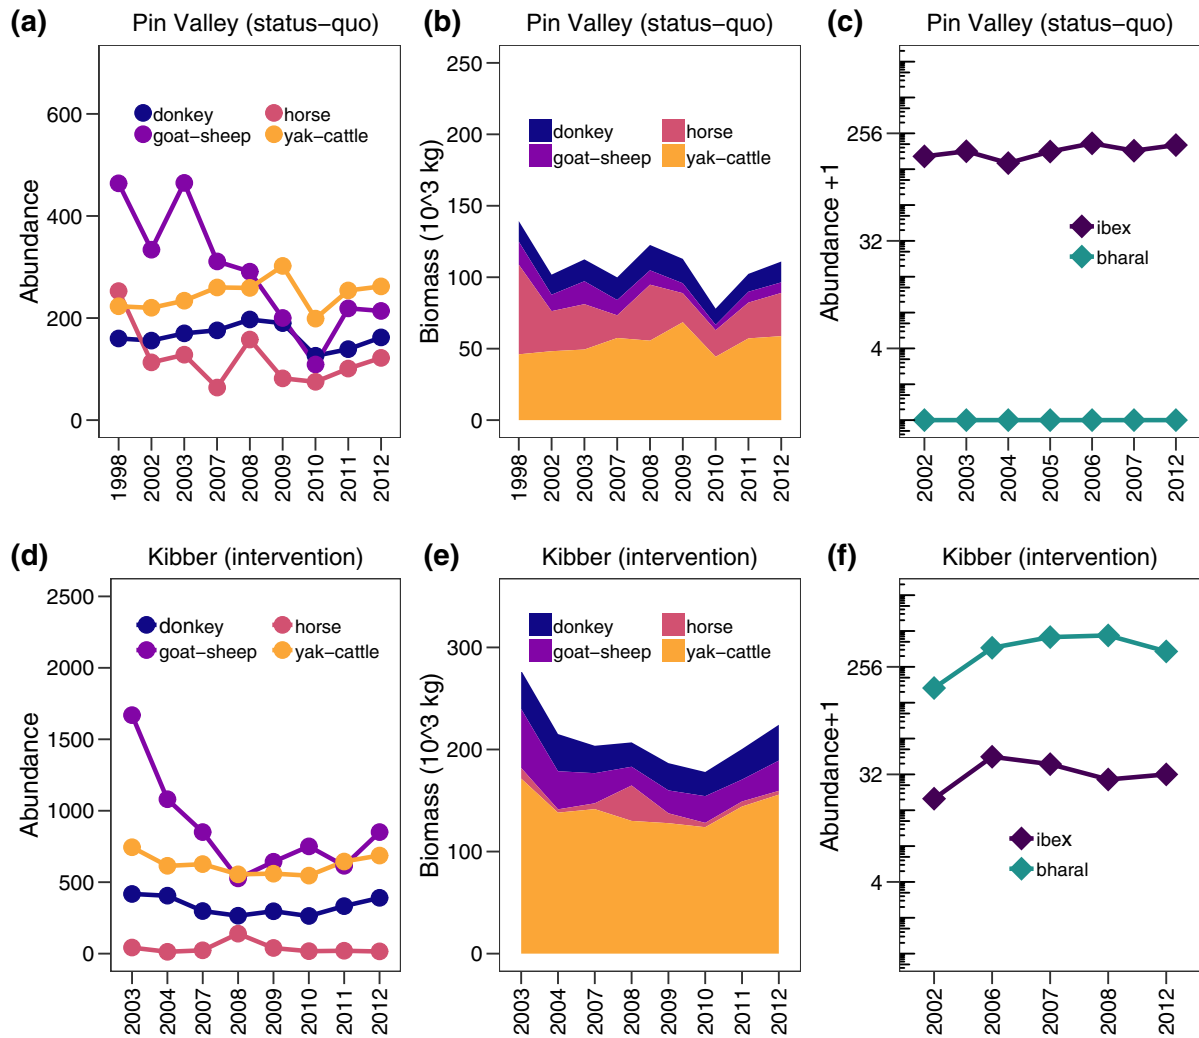 (a) Pin Valley (status−quo)
Abundance
600
400
200
0
donkey horse
goat−sheep yak−cattle
1998 2002 2003 2007 2008 2009 2010 2011 2012
(b) Pin Valley (status−quo)
Biomass (10^3 kg)
250
200
150
100
50
0
donkey horse
goat−sheep yak−cattle
1998 2002 2003 2007 2008 2009 2010 2011 2012
(c) Pin Valley (status−quo)
Abundance +1
256
32
4
ibex
bharal
2002 2003 2004 2005 2006 2007 2012
(d) Kibber (intervention)
Abundance
2500
2000
1500
1000
500
0
donkey horse
goat−sheep yak−cattle
2003 2004 2007 2008 2009 2010 2011 2012
(e) Kibber (intervention)
Biomass (10^3 kg)
300
200
100
0
donkey horse
goat−sheep yak−cattle
2003 2004 2007 2008 2009 2010 2011 2012
(f) Kibber (intervention)
Abundance+1
256
32
4
ibex
bharal
2002 2006 2007 2008 2012